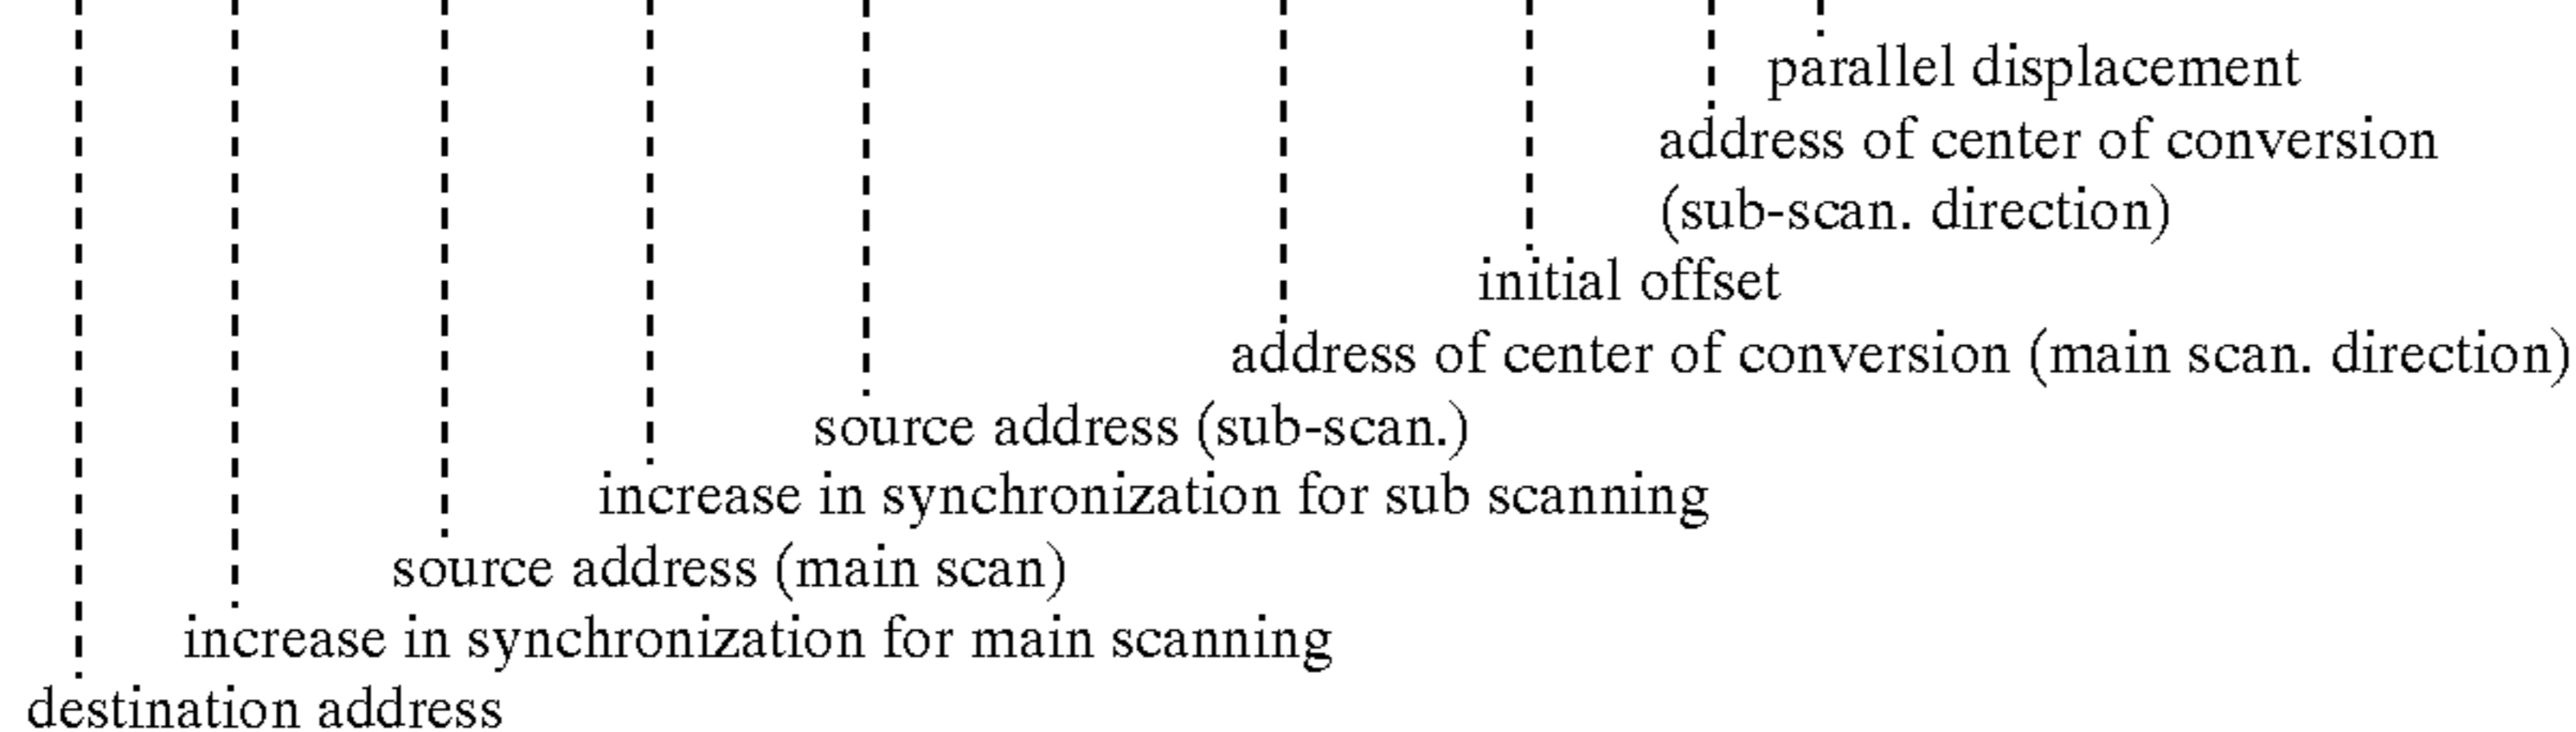 parallel displacement
address of center of conversion
(sub-scan. direction)
initial offset
address of center of conversion (main scan. direction)
source address (sub-scan.)
increase in synchronization for sub scanning
source address (main scan)
increase in synchronization for main scanning
destination address